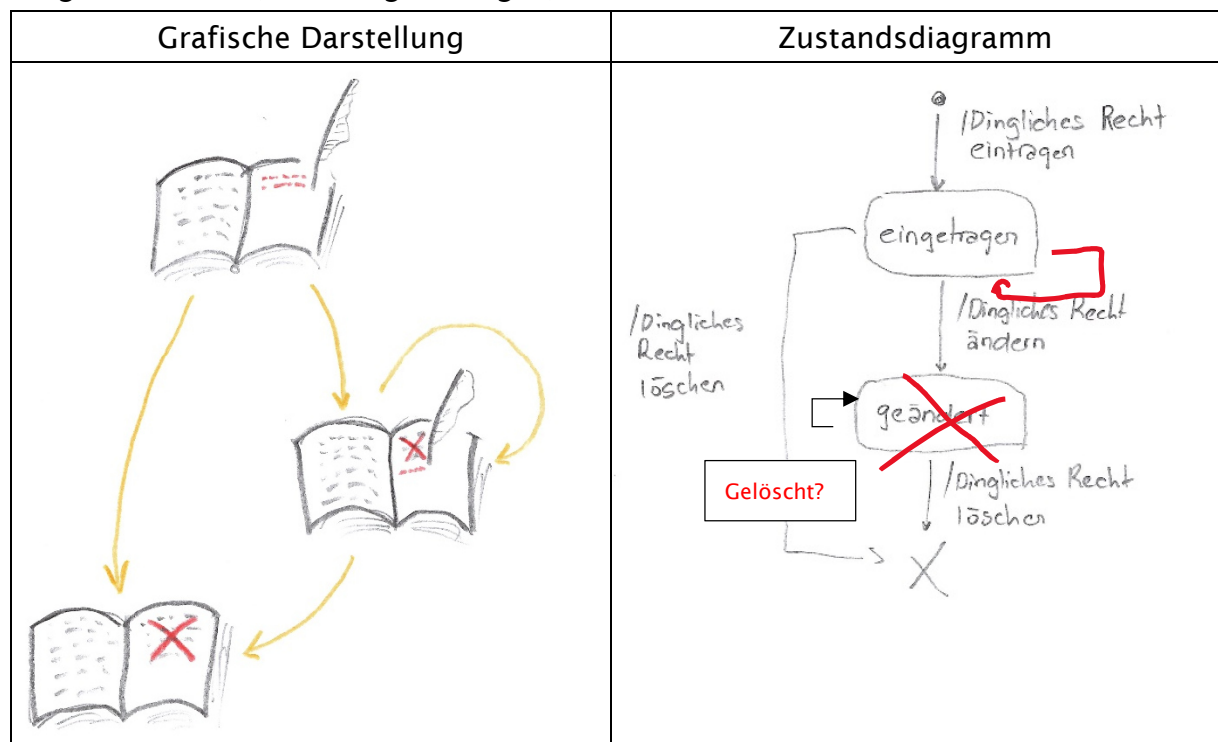 Grafische Darstellung
Zustandsdiagramm
/Dingliches Recht
eintragen
eingetragen
/Dingliches Recht
ändern
/Dingliches
Recht
löschen
geändert
Gelöscht?
/Dingliches Recht
löschen